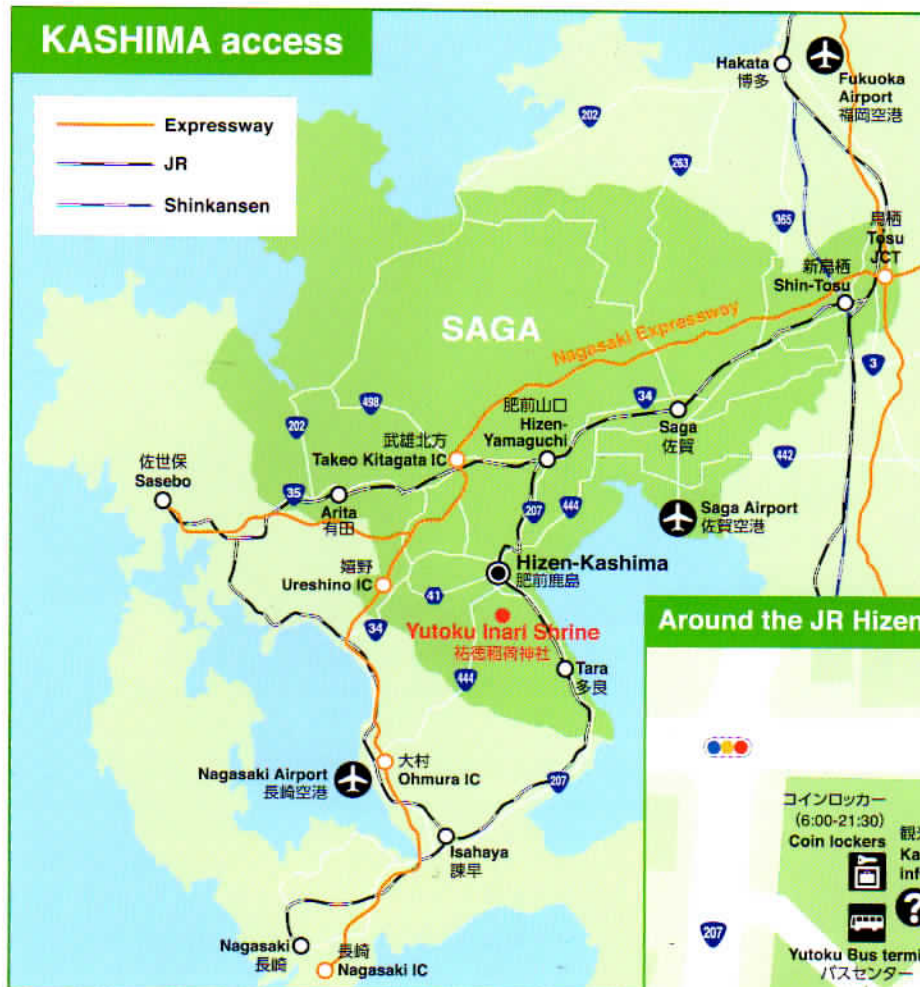 KASHIMA access
Expressway
JR
Shinkansen
Hakata
博多
Fukuoka
Airport
福岡空港
202
263
365
鳥栖
Tosu
JCT
新鳥栖
Shin-Tosu
SAGA
Nagasaki Expressway
3
498
202
34
肥前山口
Hizen-
Yamaguchi
Saga
佐賀
武雄北方
Takeo Kitagata IC
442
佐世保
Sasebo
35
Arita
有田
207
444
Saga Airport
佐賀空港
嬉野
Ureshino IC
Hizen-Kashima
肥前鹿島
41
34
Yutoku Inari Shrine
祐徳稲荷神社
444
Tara
多良
Around the JR Hizen
大村
Ohmura IC
Nagasaki Airport
長崎空港
207
Isahaya
諫早
Nagasaki
長崎
長崎
Nagasaki IC
コインロッカー
(6:00-21:30)
Coin lockers
観
Ka
inf
?
207
Yutoku Bus termi
バスセンター